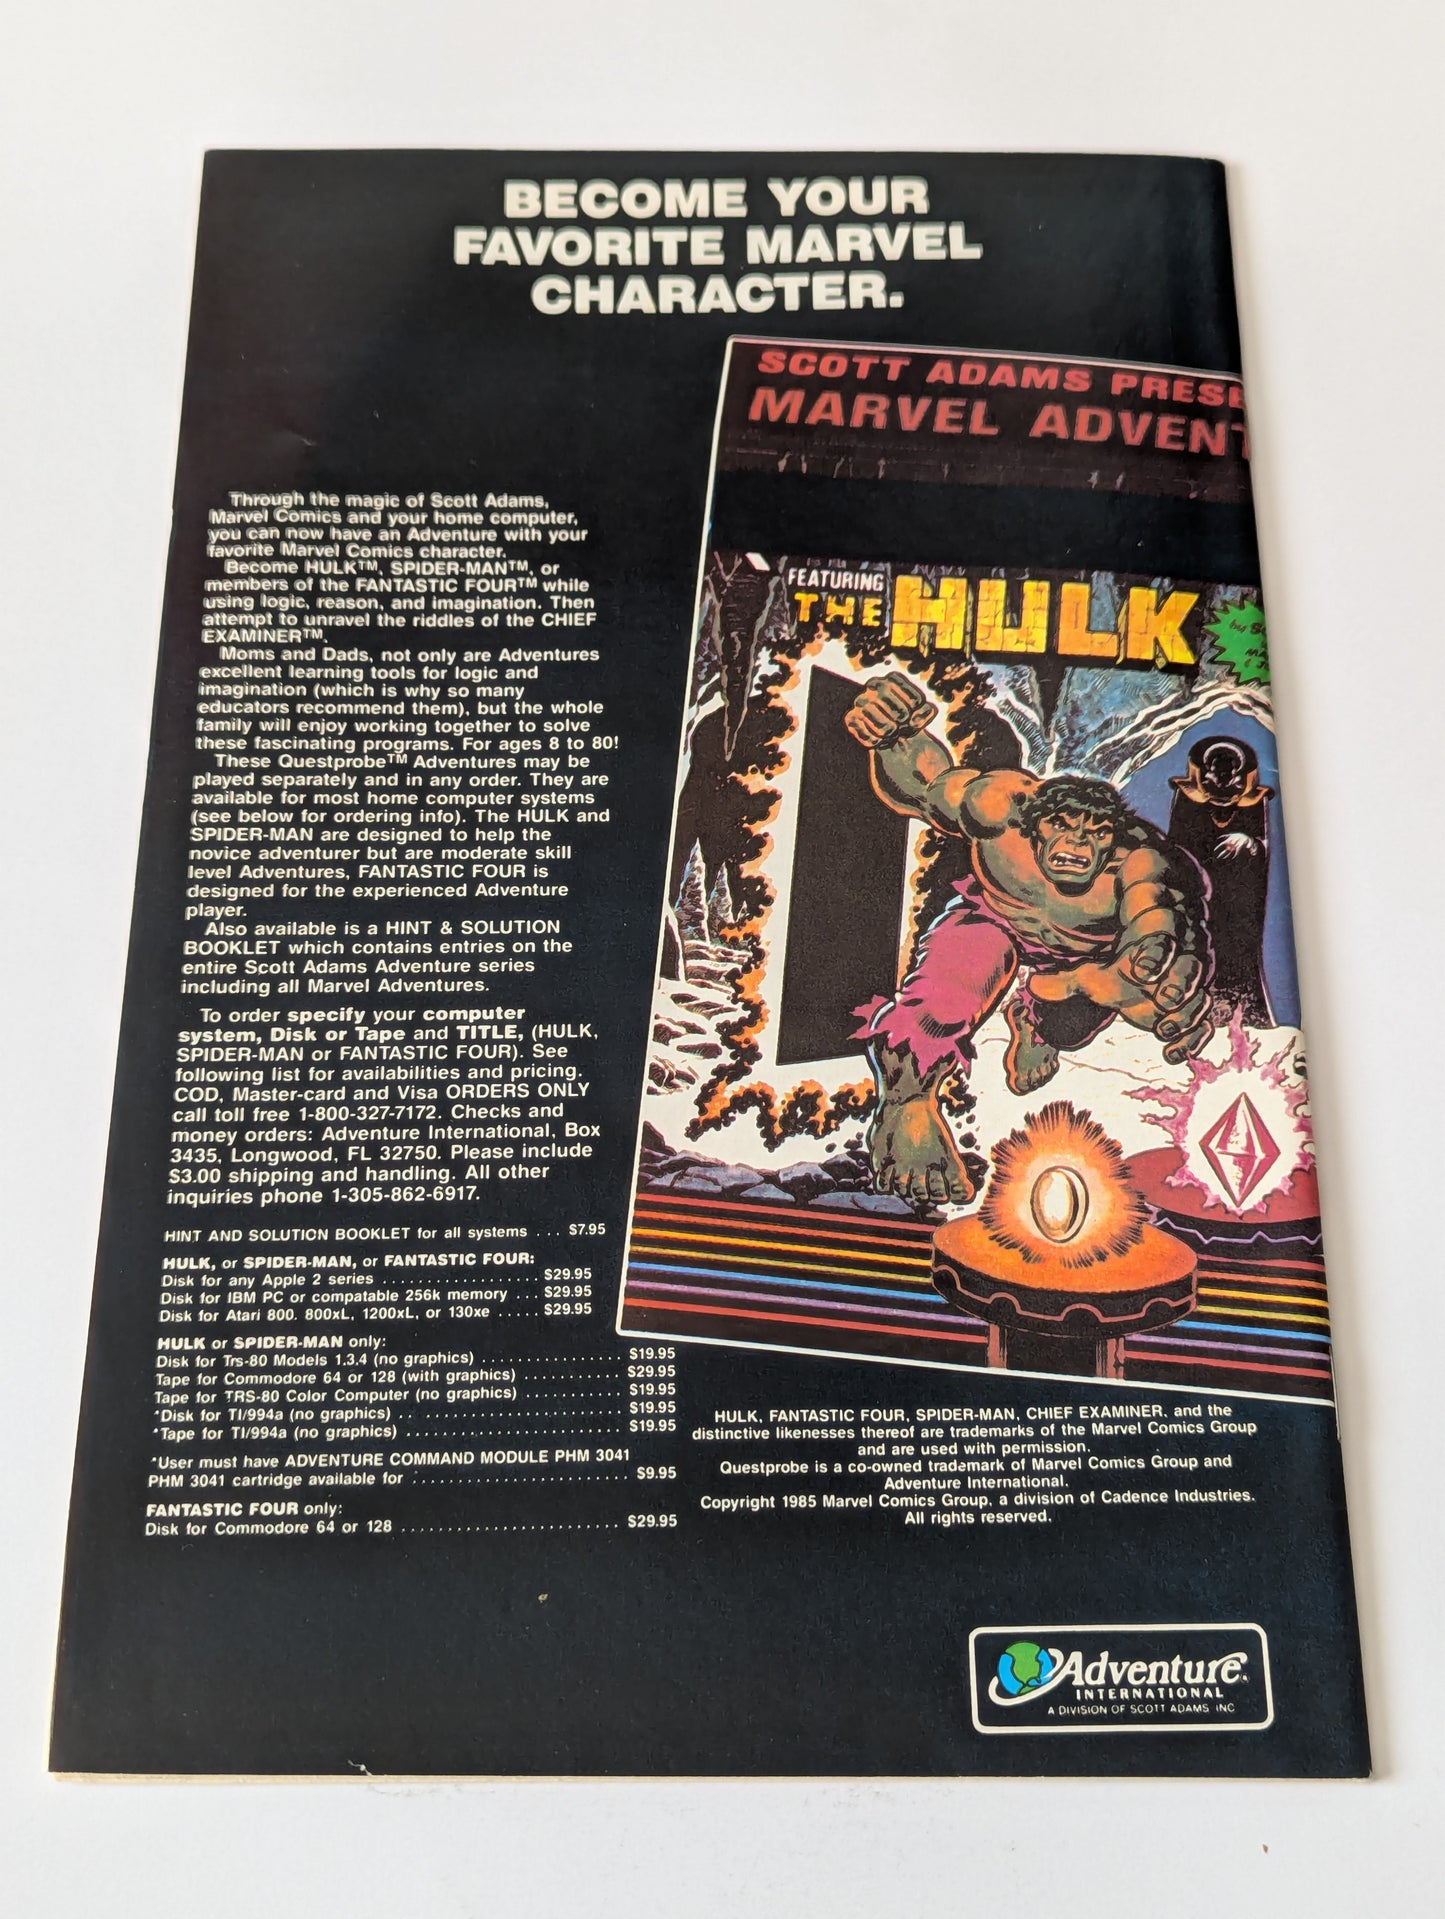 BECOME YOUR
FAVORITE MARVEL
CHARACTER.
SCOTT ADAMS PRESE
MARVEL ADVENT
FEATURING
THE HULK
Through the magic of Scott Adams,
Marvel Comics and your home computer,
you can now have an Adventure with your
favorite Marvel Comics character.
Become HULK™, SPIDER-MAN™, or
members of the FANTASTIC FOUR™ while
using logic, reason, and imagination. Then
attempt to unravel the riddles of the CHIEF
EXAMINER™.
Moms and Dads, not only are Adventures
excellent learning tools for logic and
imagination (which is why so many
educators recommend them), but the whole
family will enjoy working together to solve
these fascinating programs. For ages 8 to 80!
These Questprobe™ Adventures may be
played separately and in any order. They are
available for most home computer systems
(see below for ordering info). The HULK and
SPIDER-MAN are designed to help the
novice adventurer but are moderate skill
level Adventures, FANTASTIC FOUR is
designed for the experienced Adventure
player.
Also available is a HINT & SOLUTION
BOOKLET which contains entries on the
entire Scott Adams Adventure series
including all Marvel Adventures.
To order specify your computer
system, Disk or Tape and TITLE, (HULK,
SPIDER-MAN or FANTASTIC FOUR). See
following list for availabilities and pricing.
COD, Master-card and Visa ORDERS ONLY
call toll free 1-800-327-7172. Checks and
money orders: Adventure International, Box
3435, Longwood, FL 32750. Please include
$3.00 shipping and handling. All other
inquiries phone 1-305-862-6917.
HINT AND SOLUTION BOOKLET for all systems ... $7.95
HULK, or SPIDER-MAN, or FANTASTIC FOUR:
Disk for any Apple 2 series .................. $29.95
Disk for IBM PC or compatable 256k memory ... $29.95
Disk for Atari 800. 800xL, 1200xL, or 130xe ..... $29.95
HULK or SPIDER-MAN only:
Disk for Trs-80 Models 1.3.4 (no graphics) ................ $19.95
Tape for Commodore 64 or 128 (with graphics) ............ $29.95
Tape for TRS-80 Color Computer (no graphics) ........... $19.95
*Disk for TI/994a (no graphics) .......................... $19.95
*Tape for TI/994a (no graphics) ......................... $19.95
*User must have ADVENTURE COMMAND MODULE PHM 3041
PHM 3041 cartridge available for ......................... $9.95
FANTASTIC FOUR only:
Disk for Commodore 64 or 128 ......................... $29.95
HULK, FANTASTIC FOUR, SPIDER-MAN, CHIEF EXAMINER, and the
distinctive likenesses thereof are trademarks of the Marvel Comics Group
and are used with permission.
Questprobe is a co-owned trademark of Marvel Comics Group and
Adventure International.
Copyright 1985 Marvel Comics Group, a division of Cadence Industries.
All rights reserved.
Adventure
INTERNATIONAL
A DIVISION OF SCOTT ADAMS, INC